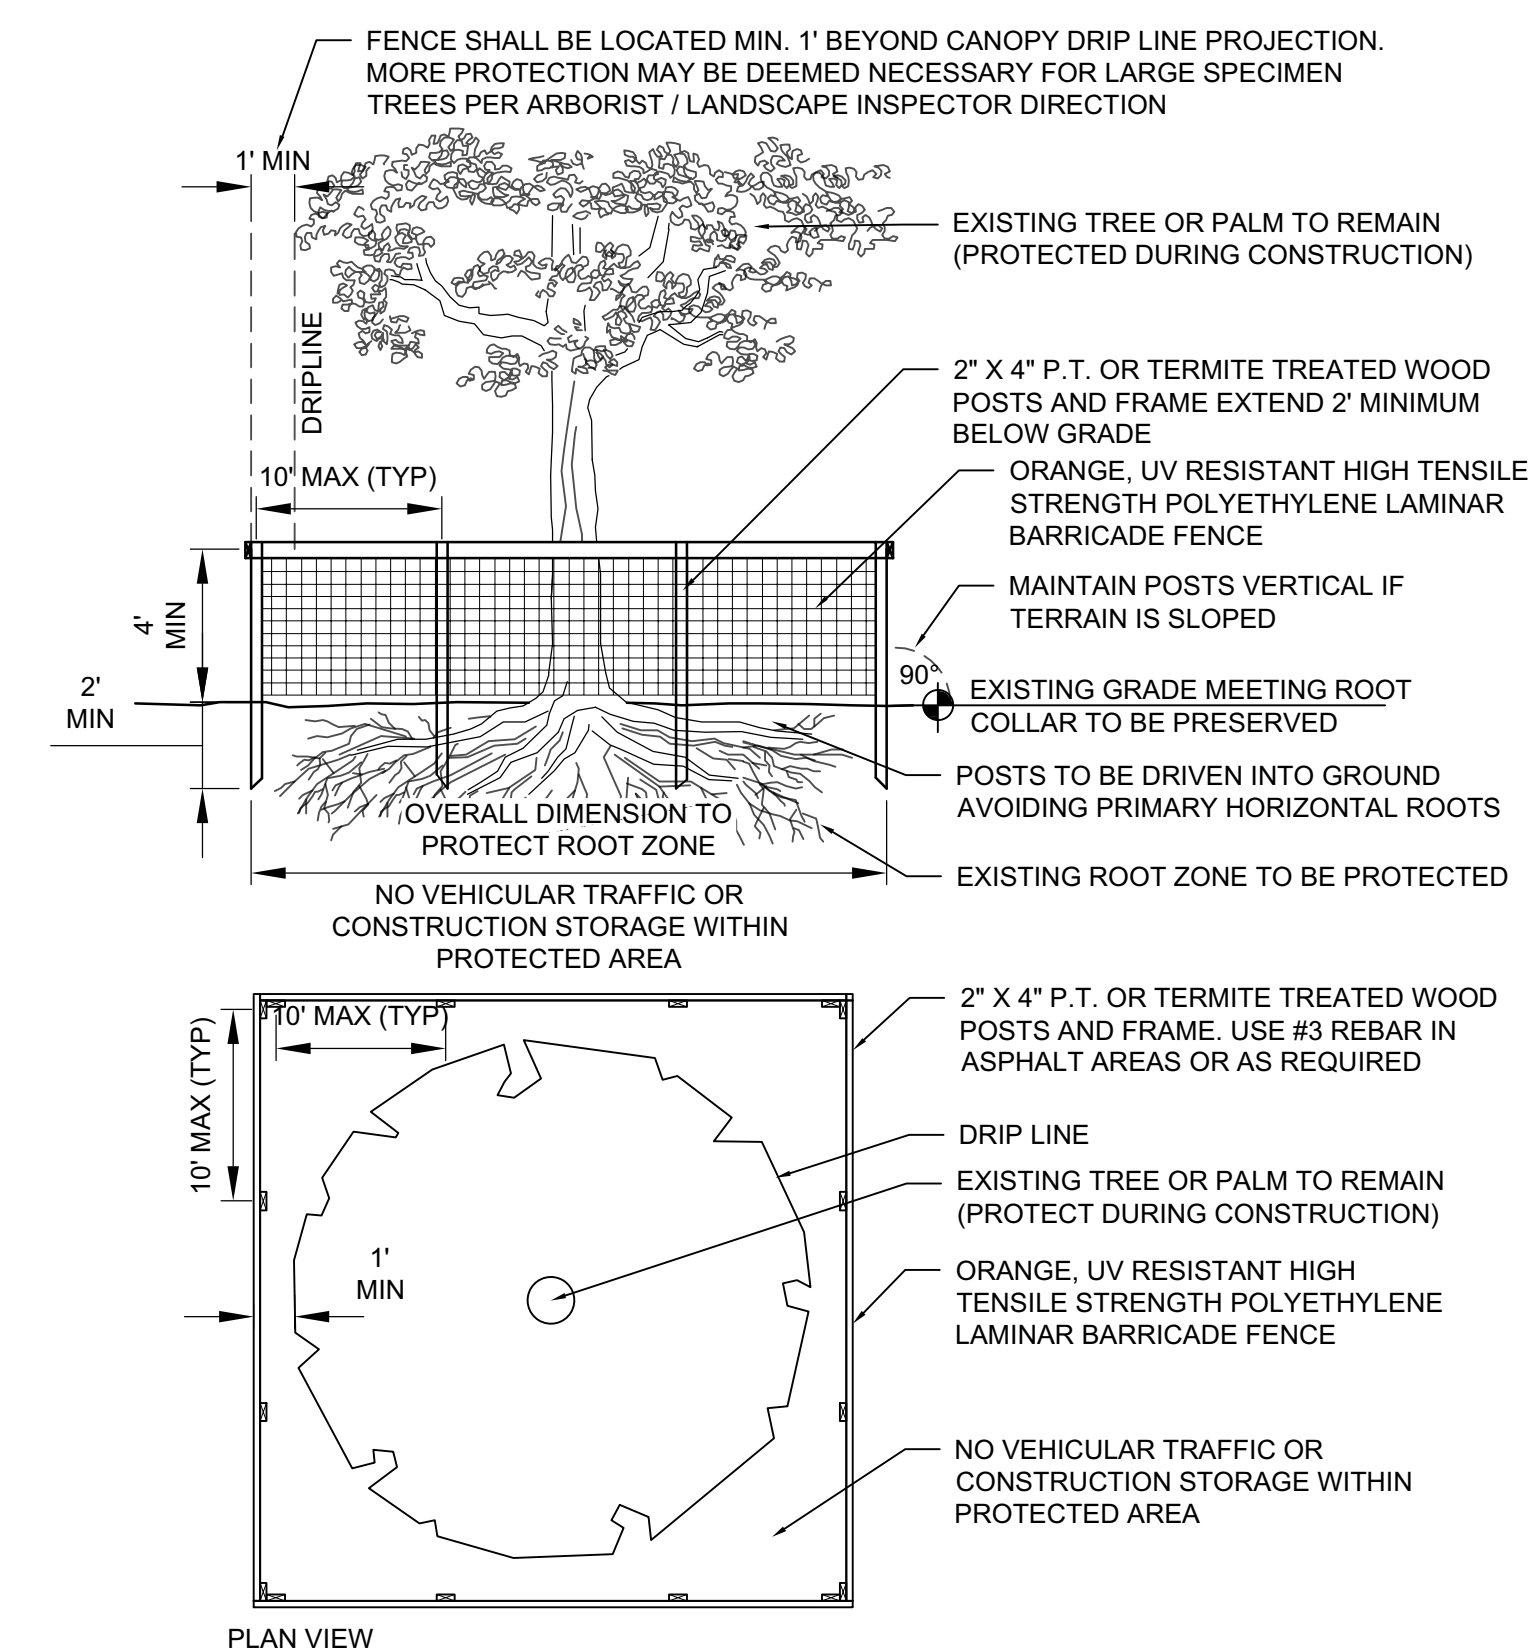 FENCE SHALL BE LOCATED MIN. 1' BEYOND CANOPY DRIP LINE PROJECTION.
MORE PROTECTION MAY BE DEEMED NECESSARY FOR LARGE SPECIMEN
TREES PER ARBORIST / LANDSCAPE INSPECTOR DIRECTION
1' MIN
EXISTING TREE OR PALM TO REMAIN
(PROTECTED DURING CONSTRUCTION)
DRIPLINE
2" X 4" P.T. OR TERMITE TREATED WOOD
POSTS AND FRAME EXTEND 2' MINIMUM
BELOW GRADE
10' MAX (TYP)
ORANGE, UV RESISTANT HIGH TENSILE
STRENGTH POLYETHYLENE LAMINAR
BARRICADE FENCE
MAINTAIN POSTS VERTICAL IF
TERRAIN IS SLOPED
4'
MIN
2'
MIN
90°
EXISTING GRADE MEETING ROOT
COLLAR TO BE PRESERVED
POSTS TO BE DRIVEN INTO GROUND
AVOIDING PRIMARY HORIZONTAL ROOTS
OVERALL DIMENSION TO
PROTECT ROOT ZONE
EXISTING ROOT ZONE TO BE PROTECTED
NO VEHICULAR TRAFFIC OR
CONSTRUCTION STORAGE WITHIN
PROTECTED AREA
10' MAX (TYP)
10' MAX (TYP)
2" X 4" P.T. OR TERMITE TREATED WOOD
POSTS AND FRAME. USE #3 REBAR IN
ASPHALT AREAS OR AS REQUIRED
DRIP LINE
EXISTING TREE OR PALM TO REMAIN
(PROTECT DURING CONSTRUCTION)
1'
MIN
ORANGE, UV RESISTANT HIGH
TENSILE STRENGTH POLYETHYLENE
LAMINAR BARRICADE FENCE
NO VEHICULAR TRAFFIC OR
CONSTRUCTION STORAGE WITHIN
PROTECTED AREA
PLAN VIEW